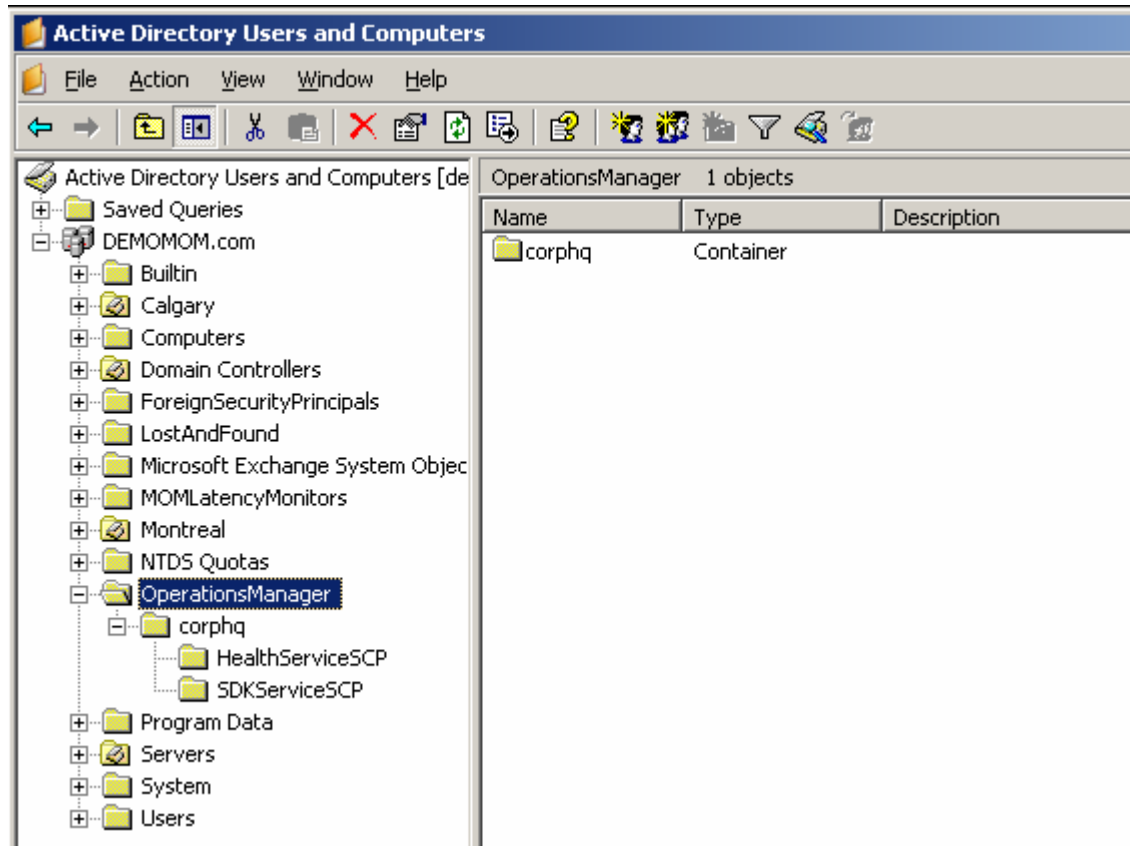 Active Directory Users and Computers
File Action View Window Help
Active Directory Users and Computers [de
OperationsManager 1 objects
Saved Queries
Name Type Description
DEMOMOM.com
corphq Container
Builtin
Calgary
Computers
Domain Controllers
ForeignSecurityPrincipals
LostAndFound
Microsoft Exchange System Objec
MOMLatencyMonitors
Montreal
NTDS Quotas
OperationsManager
corphq
HealthServiceSCP
SDKServiceSCP
Program Data
Servers
System
Users